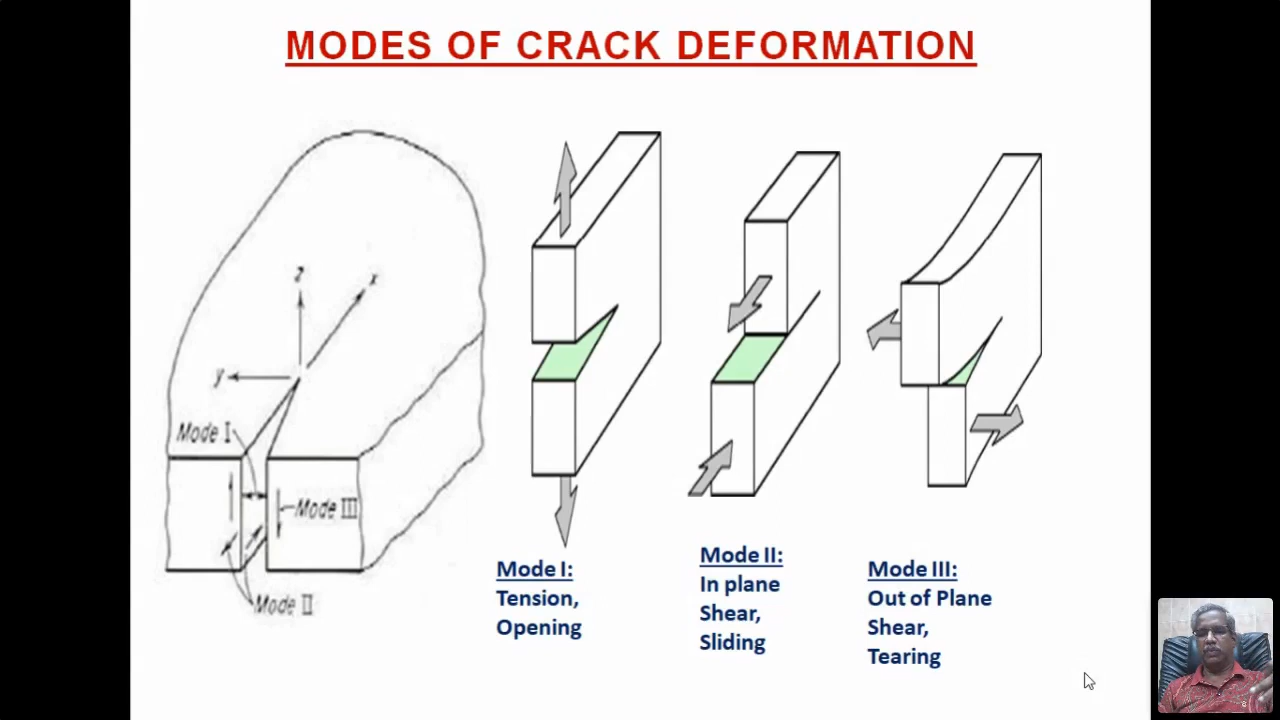 MODES OF CRACK DEFORMATION
z
x
y
Mode I
Mode III
Mode II
Mode I:
Tension,
Opening
Mode II:
In plane
Shear,
Sliding
Mode III:
Out of Plane
Shear,
Tearing